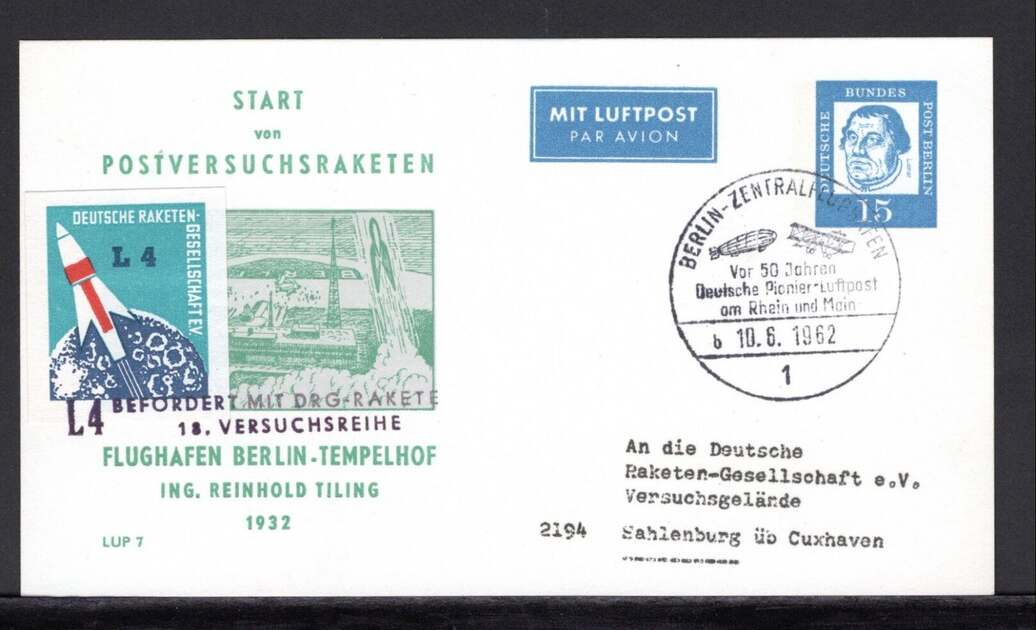 START
von
POSTVERSUCHSRAKETEN
DEUTSCHE RAKETEN-
GESELLSCHAFT E.V.
L 4
L4 BEFÖRDERT MIT DRG-RAKETE
18. VERSUCHSREIHE
FLUGHAFEN BERLIN-TEMPELHOF
ING. REINHOLD TILING
1932
LUP 7
MIT LUFTPOST
PAR AVION
DEUTSCHE
BUNDES
POST BERLIN
Luther
15
BERLIN-ZENTRALFLUGHAFEN
Vor 50 Jahren
Deutsche Pionier-Luftpost
am Rhein und Main
b 10.6.1962
1
An die Deutsche
Raketen-Gesellschaft e.V.
Versuchsgelände
2194 Sahlenburg üb Cuxhaven